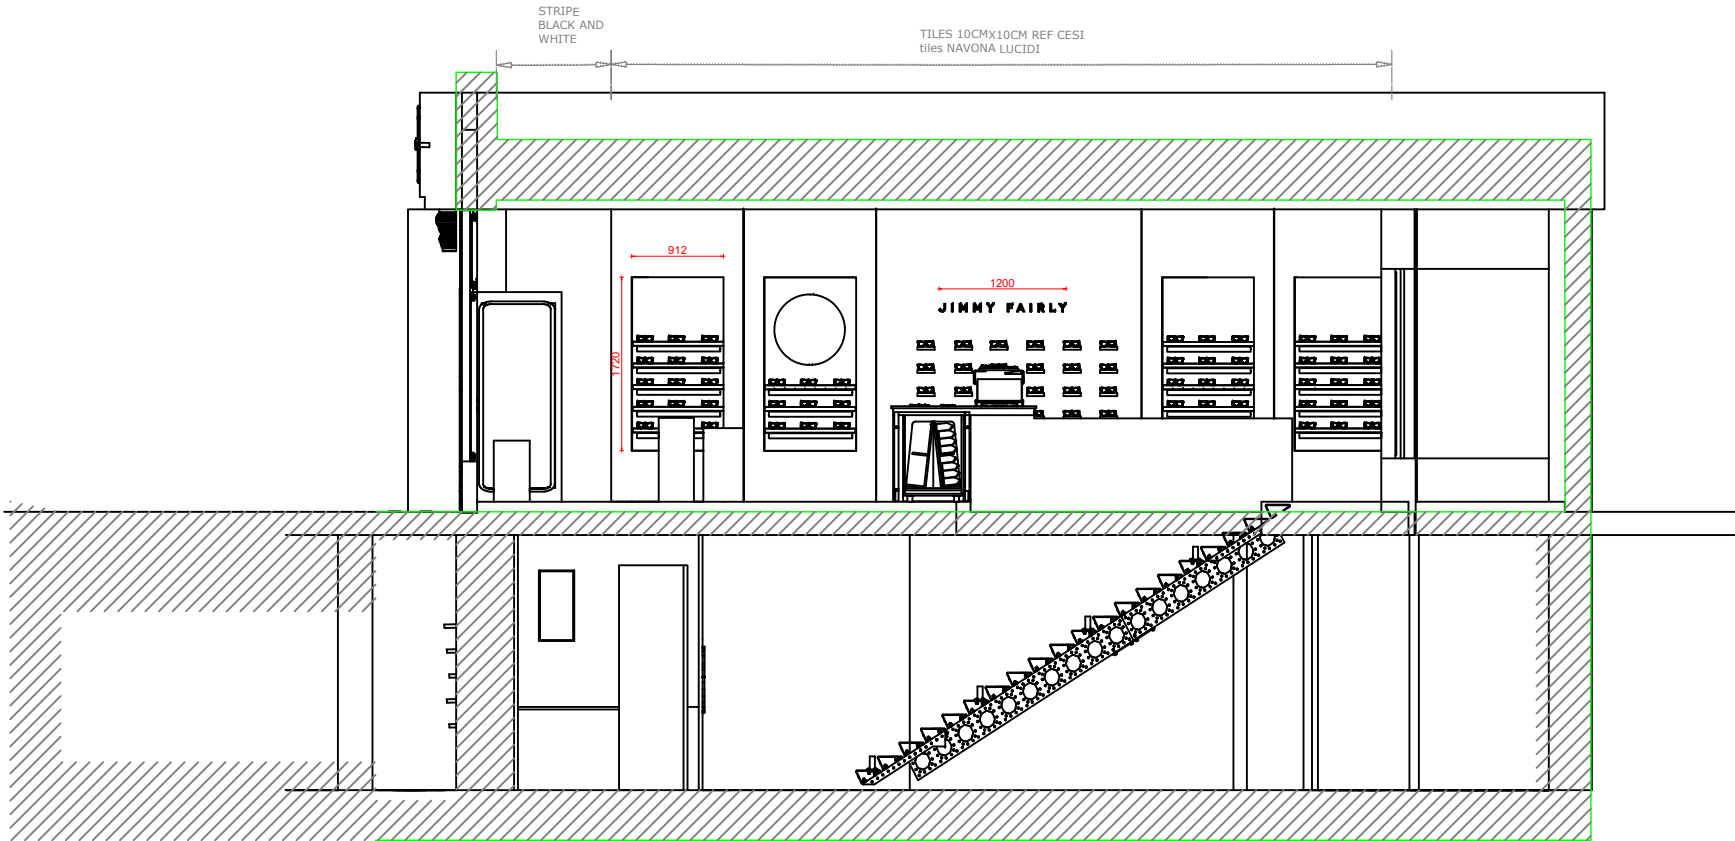 STRIPE
BLACK AND
WHITE
TILES 10CMX10CM REF CESI
tiles NAVONA LUCIDI
912
1200
JIMMY FAIRLY
1720